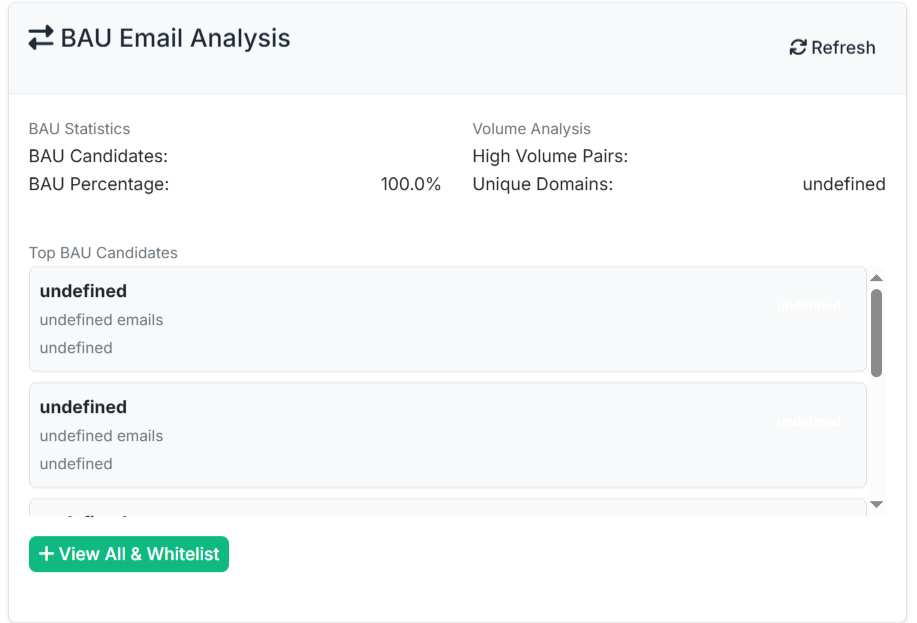 BAU Email Analysis
Refresh
BAU Statistics
BAU Candidates:
BAU Percentage: 100.0%
Volume Analysis
High Volume Pairs:
Unique Domains: undefined
Top BAU Candidates
undefined
undefined emails
undefined
undefined
undefined
undefined emails
undefined
undefined
View All & Whitelist